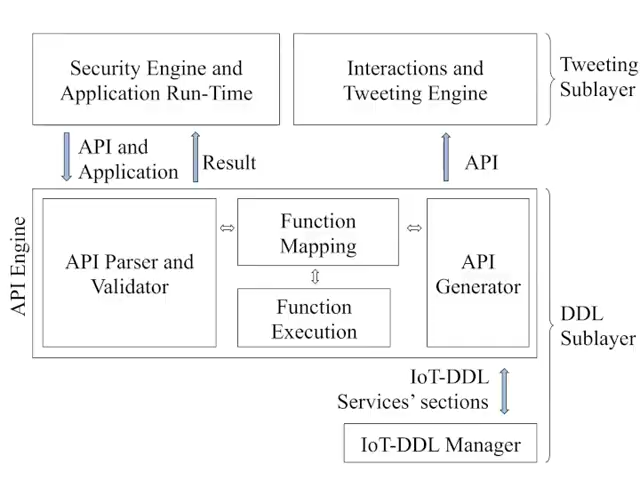 Security Engine and
Application Run-Time
Interactions and
Tweeting Engine
Tweeting
Sublayer
API and
Application
Result
API
API Engine
API Parser and
Validator
Function
Mapping
Function
Execution
API
Generator
DDL
Sublayer
IoT-DDL
Services’ sections
IoT-DDL Manager